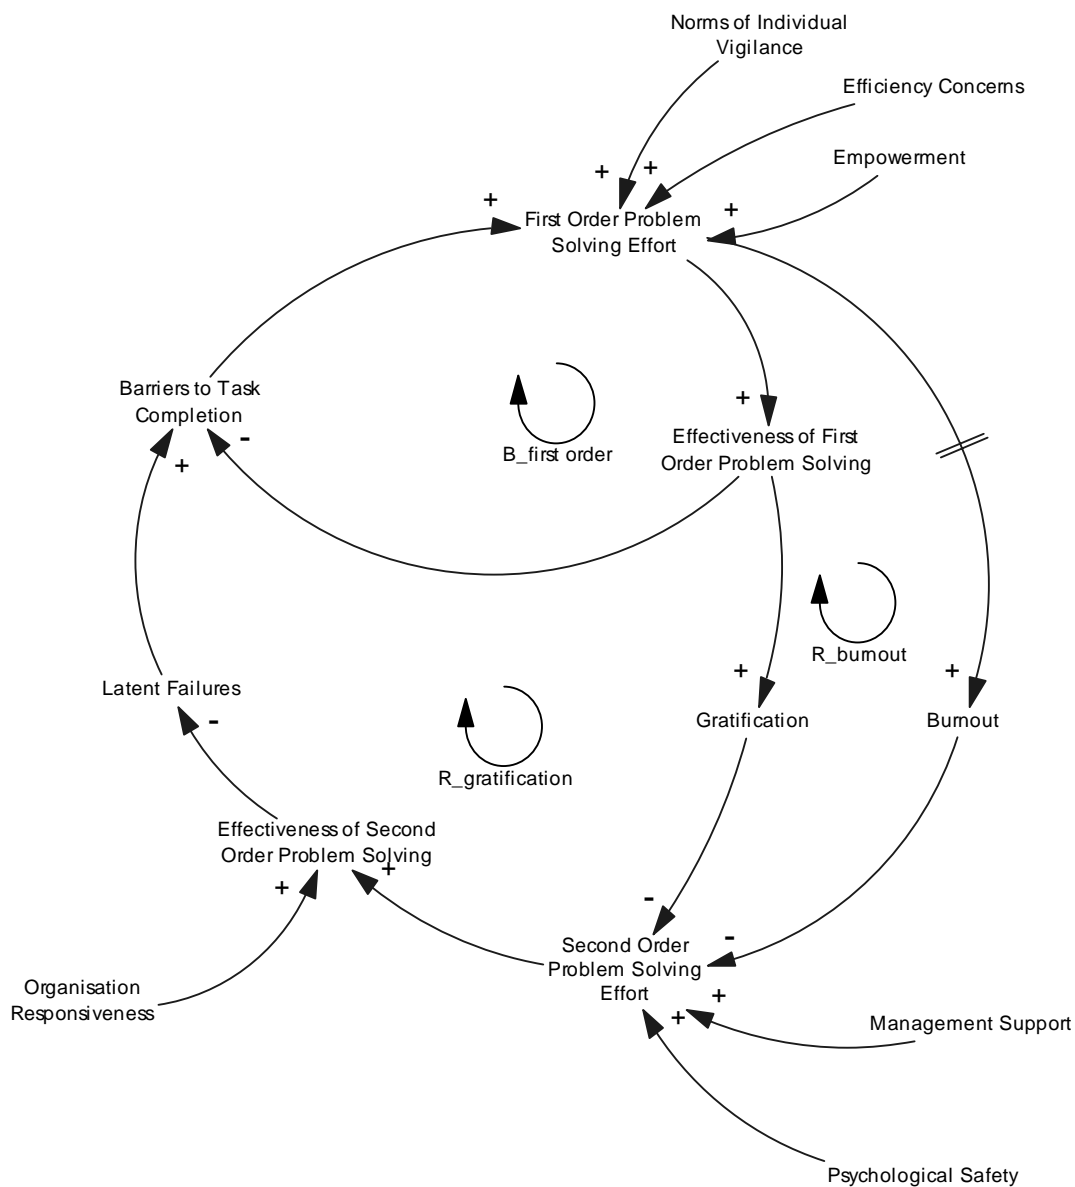 Norms of Individual
Vigilance
Efficiency Concerns
Empowerment
+
+
+
+
First Order Problem
Solving Effort
Barriers to Task
Completion
-
+
+
Effectiveness of First
Order Problem Solving
B_first order
R_burnout
+
+
Latent Failures
-
Gratification
Burnout
R_gratification
Effectiveness of Second
Order Problem Solving
+
+
-
-
Second Order
Problem Solving
Effort
+
+
Organisation
Responsiveness
Management Support
Psychological Safety